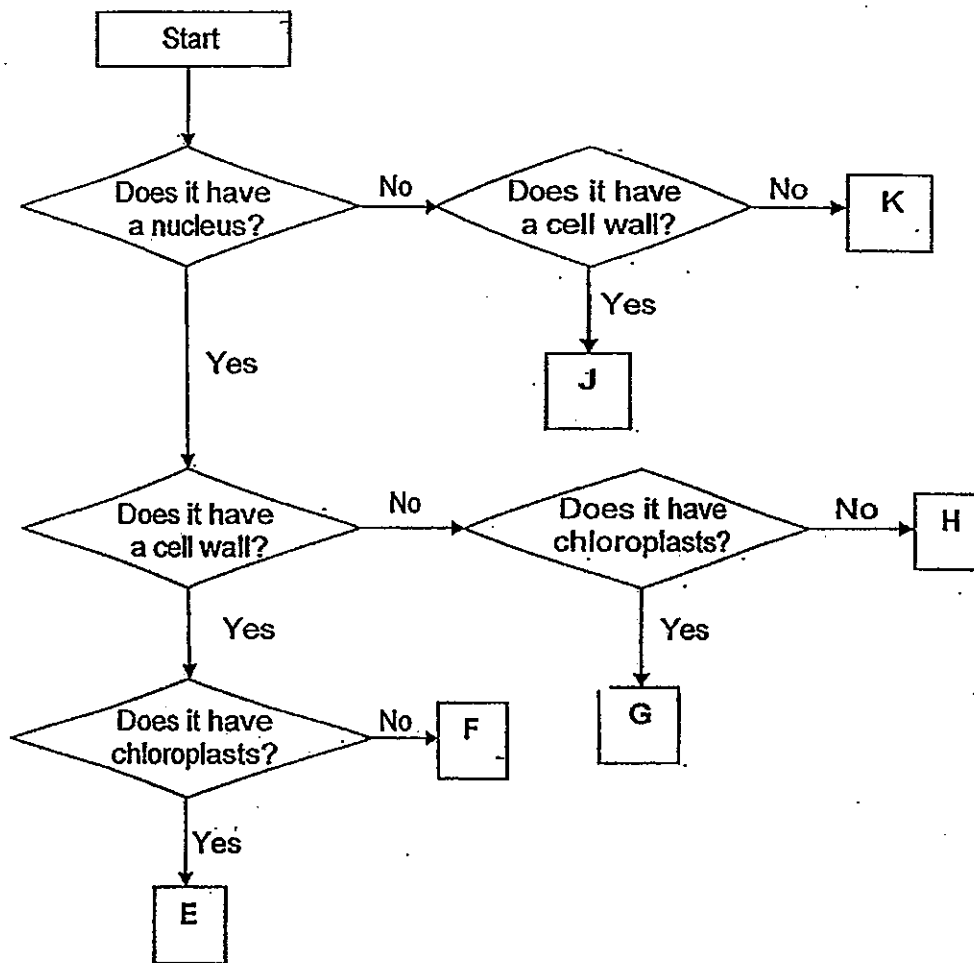 Start
Does it have
a nucleus?
No
Does it have
a cell wall?
No
K
Yes
J
Yes
Does it have
a cell wall?
No
Does it have
chloroplasts?
No
H
Yes
G
Yes
Does it have
chloroplasts?
No
F
Yes
E